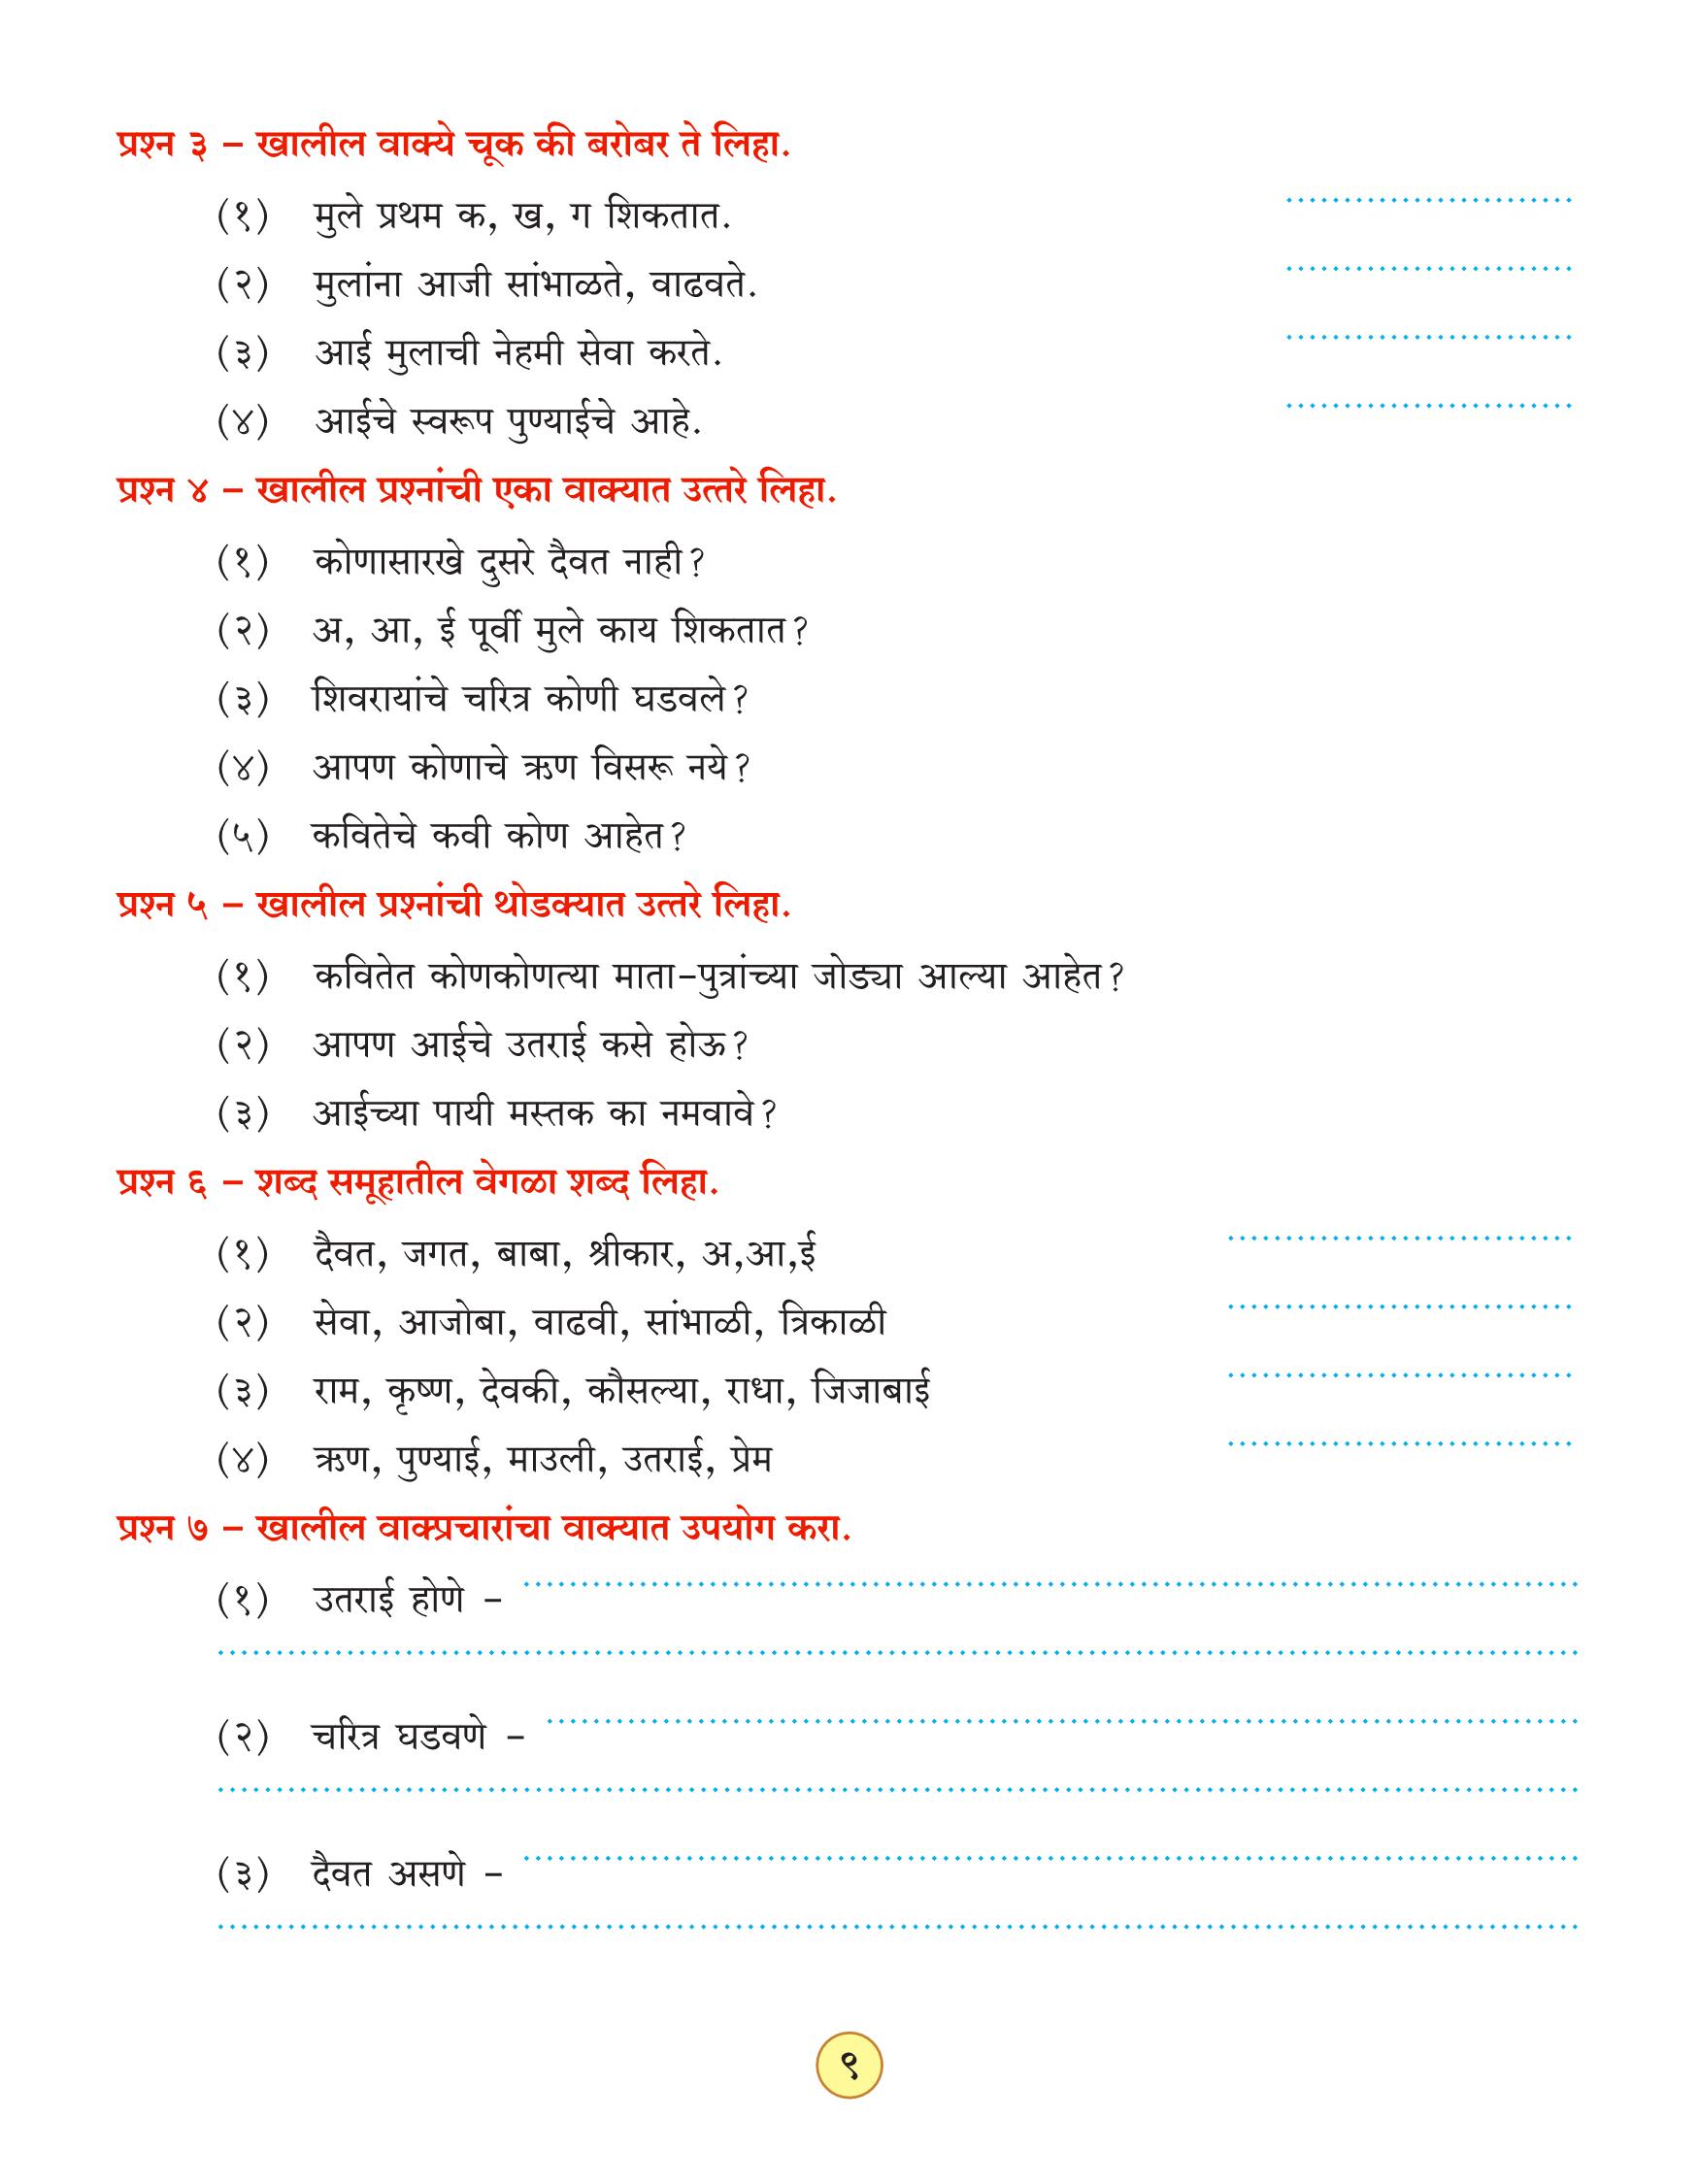 प्रश्न ३ – खालील वाक्ये चूक की बरोबर ते लिहा.
(१) मुले प्रथम क, ख, ग शिकतात.
(२) मुलांना आजी सांभाळते, वाढवते.
(३) आई मुलाची नेहमी सेवा करते.
(४) आईचे स्वरूप पुण्याईचे आहे.
प्रश्न ४ – खालील प्रश्नांची एका वाक्यात उत्तरे लिहा.
(१) कोणासारखे दुसरे दैवत नाही?
(२) अ, आ, ई पूर्वी मुले काय शिकतात?
(३) शिवरायांचे चरित्र कोणी घडवले?
(४) आपण कोणाचे ऋण विसरू नये?
(५) कवितेचे कवी कोण आहेत?
प्रश्न ५ – खालील प्रश्नांची थोडक्यात उत्तरे लिहा.
(१) कवितेत कोणकोणत्या माता-पुत्रांच्या जोड्या आल्या आहेत?
(२) आपण आईचे उतराई कसे होऊ?
(३) आईच्या पायी मस्तक का नमवावे?
प्रश्न ६ – शब्द समूहातील वेगळा शब्द लिहा.
(१) दैवत, जगत, बाबा, श्रीकार, अ,आ,ई
(२) सेवा, आजोबा, वाढवी, सांभाळी, त्रिकाळी
(३) राम, कृष्ण, देवकी, कौसल्या, राधा, जिजाबाई
(४) ऋण, पुण्याई, माउली, उतराई, प्रेम
प्रश्न ७ – खालील वाक्प्रचारांचा वाक्यात उपयोग करा.
(१) उतराई होणे –
(२) चरित्र घडवणे –
(३) दैवत असणे –
९